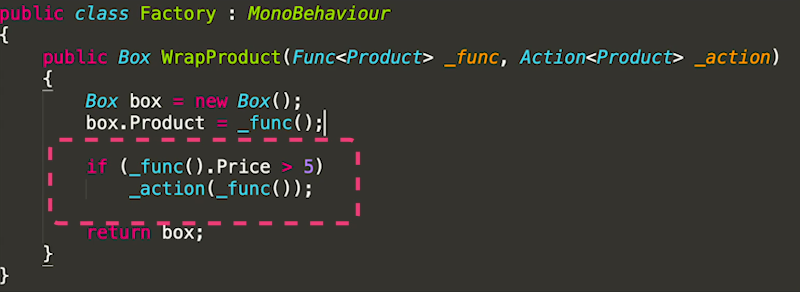 public class Factory : MonoBehaviour
{
public Box WrapProduct(Func<Product> _func, Action<Product> _action)
{
Box box = new Box();
box.Product = _func();
if (_func().Price > 5)
_action(_func());
return box;
}
}